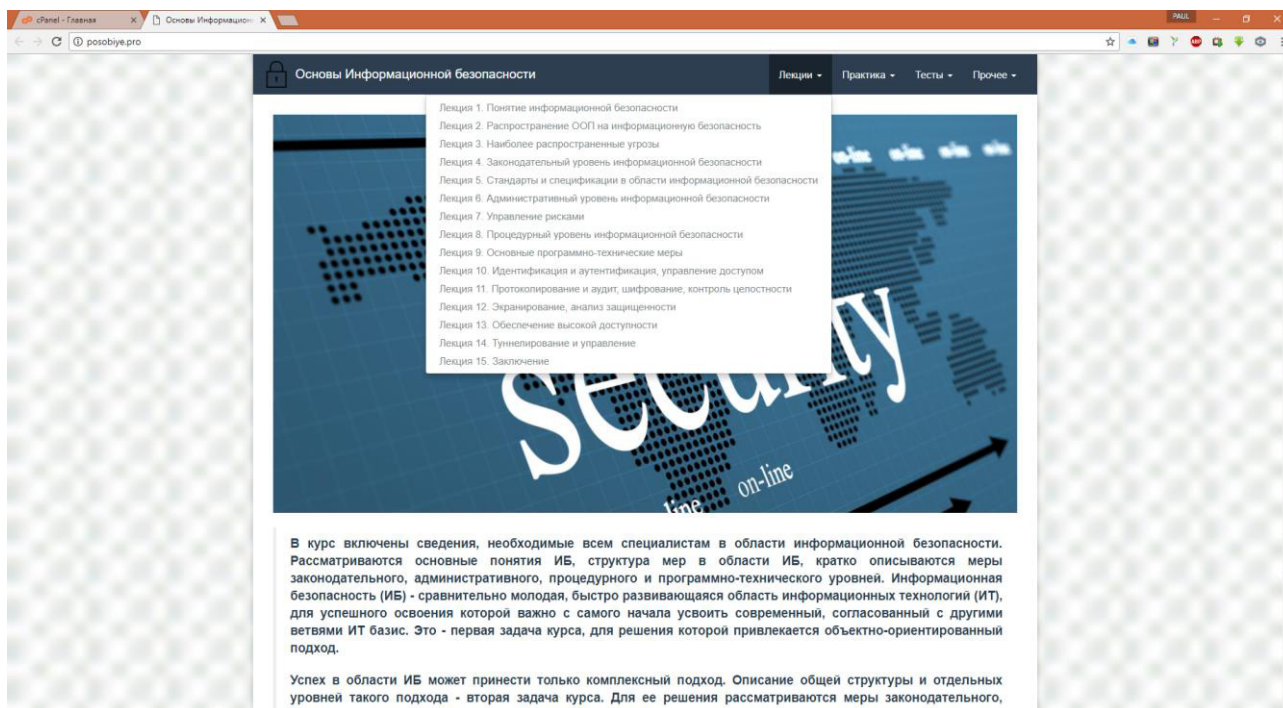 cPanel - Главная
Основы Информацион
PAUL
posobiye.pro
ABP
Основы Информационной безопасности
Лекции
Практика
Тесты
Прочее
Лекция 1. Понятие информационной безопасности
Лекция 2. Распространение ООП на информационную безопасность
Лекция 3. Наиболее распространенные угрозы
Лекция 4. Законодательный уровень информационной безопасности
Лекция 5. Стандарты и спецификации в области информационной безопасности
Лекция 6. Административный уровень информационной безопасности
Лекция 7. Управление рисками
Лекция 8. Процедурный уровень информационной безопасности
Лекция 9. Основные программно-технические меры
Лекция 10. Идентификация и аутентификация, управление доступом
Лекция 11. Протоколирование и аудит, шифрование, контроль целостности
Лекция 12. Экранирование, анализ защищенности
Лекция 13. Обеспечение высокой доступности
Лекция 14. Туннелирование и управление
Лекция 15. Заключение
security
on-line
В курс включены сведения, необходимые всем специалистам в области информационной безопасности.
Рассматриваются основные понятия ИБ, структура мер в области ИБ, кратко описываются меры
законодательного, административного, процедурного и программно-технического уровней. Информационная
безопасность (ИБ) - сравнительно молодая, быстро развивающаяся область информационных технологий (ИТ),
для успешного освоения которой важно с самого начала усвоить современный, согласованный с другими
ветвями ИТ базис. Это - первая задача курса, для решения которой привлекается объектно-ориентированный
подход.
Успех в области ИБ может принести только комплексный подход. Описание общей структуры и отдельных
уровней такого подхода - вторая задача курса. Для ее решения рассматриваются меры законодательного,